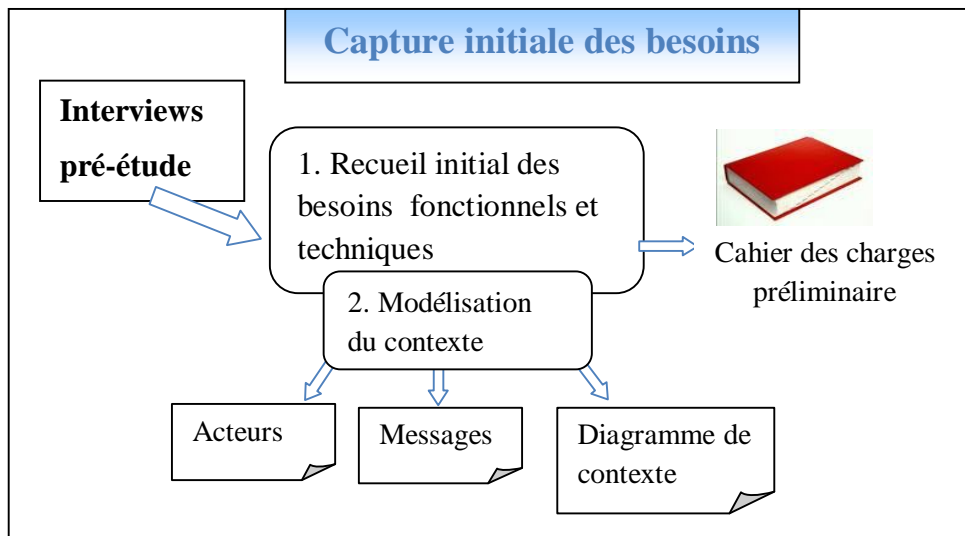 Capture initiale des besoins
Interviews
pré-étude
1. Recueil initial des
besoins fonctionnels et
techniques
Cahier des charges
préliminaire
2. Modélisation
du contexte
Acteurs
Messages
Diagramme de
contexte